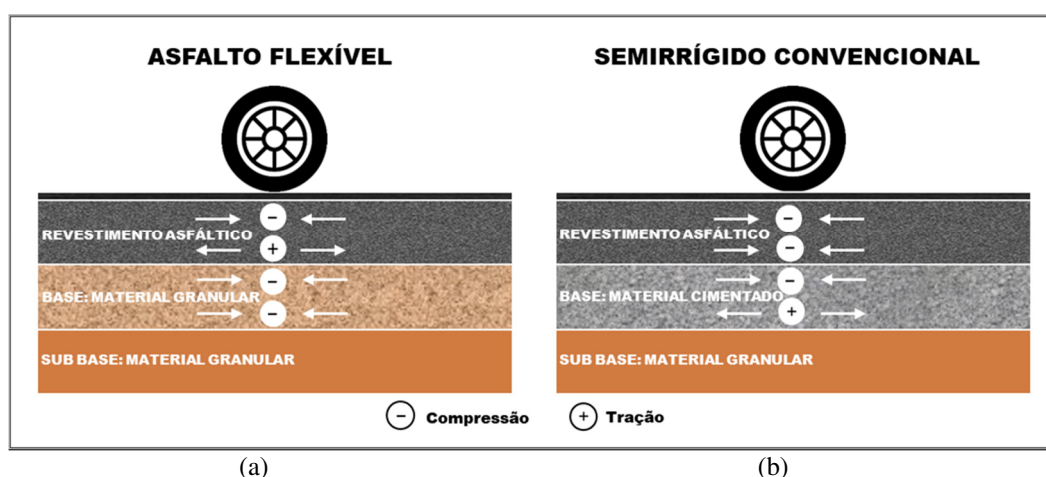 ASFALTO FLEXÍVEL
SEMIRRÍGIDO CONVENCIONAL
−
REVESTIMENTO ASFÁLTICO
+
−
BASE: MATERIAL GRANULAR
−
SUB BASE: MATERIAL GRANULAR
−
REVESTIMENTO ASFÁLTICO
−
−
BASE: MATERIAL CIMENTADO
+
SUB BASE: MATERIAL GRANULAR
− Compressão
+ Tração
(a)
(b)